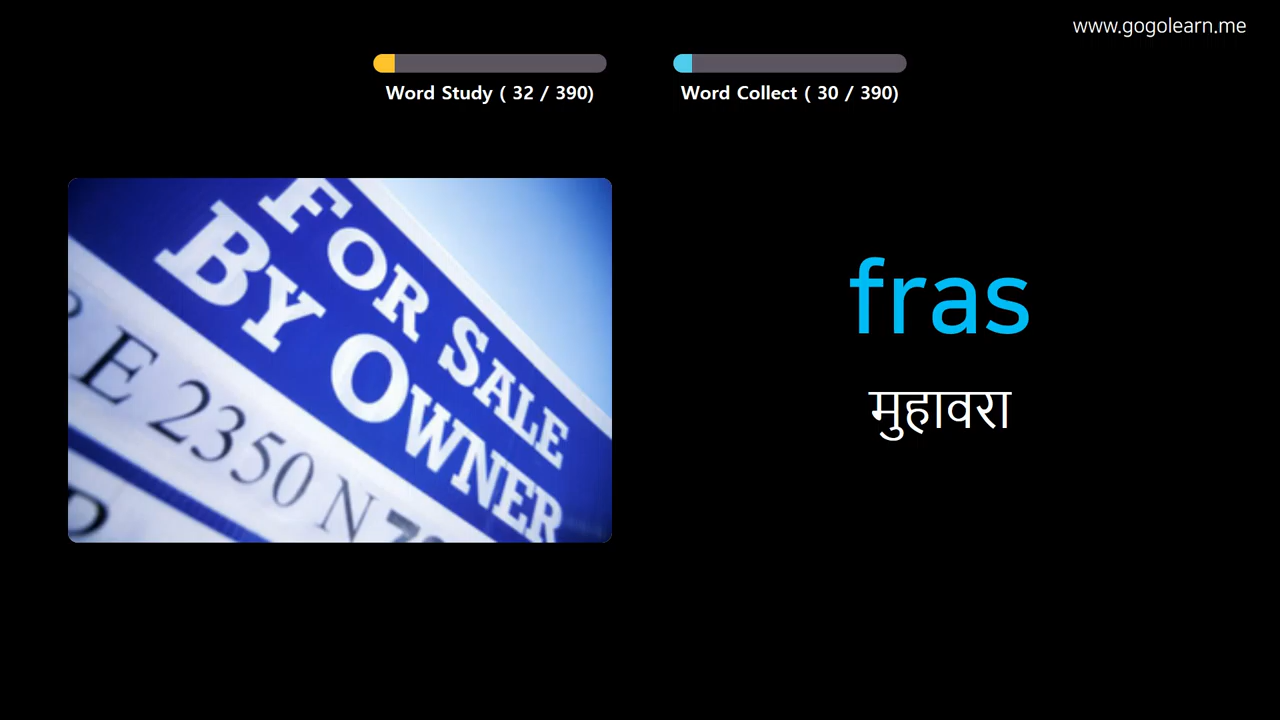 www.gogolearn.me
Word Study ( 32 / 390)
Word Collect ( 30 / 390)
FOR SALE
BY OWNER
E 2350 N
fras
मुहावरा